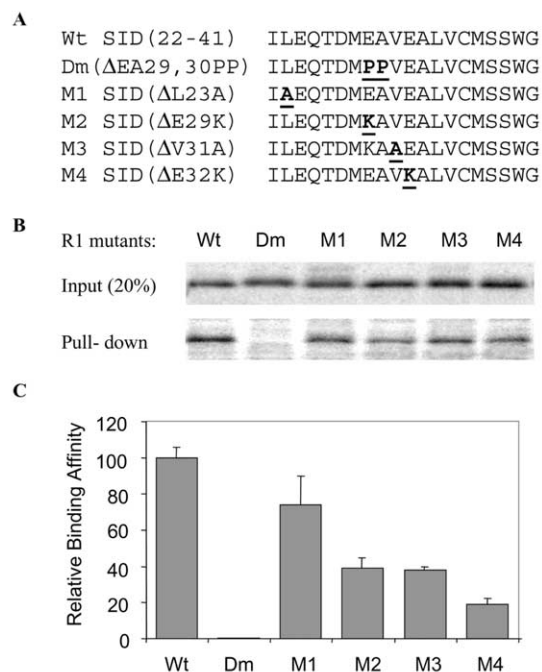 A
Wt SID(22-41) ILEQTDMEAVEALVCMSSWG
Dm(ΔEA29,30PP) ILEQTDMPPVEALVCMSSWG
M1 SID(ΔL23A) IAEQTDMEAVEALVCMSSWG
M2 SID(ΔE29K) ILEQTDMKAVEALVCMSSWG
M3 SID(ΔV31A) ILEQTDMKAAEALVCMSSWG
M4 SID(ΔE32K) ILEQTDMEAVKALVCMSSWG
B
R1 mutants: Wt Dm M1 M2 M3 M4
Input (20%)
Pull- down
C
Relative Binding Affinity
120
100
80
60
40
20
0
Wt Dm M1 M2 M3 M4